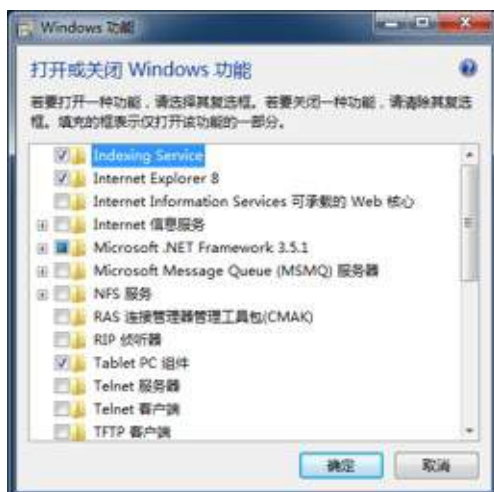 Windows 功能
打开或关闭 Windows 功能
若要打开一种功能，请选择其复选框。若要关闭一种功能，请清除其复选
框。填充的框表示仅打开该功能的一部分。
Indexing Service
Internet Explorer 8
Internet Information Services 可承载的 Web 核心
Internet 信息服务
Microsoft .NET Framework 3.5.1
Microsoft Message Queue (MSMQ) 服务器
NFS 服务
RAS 连接管理器管理工具包(CMAK)
RIP 侦听器
Tablet PC 组件
Telnet 服务器
Telnet 客户端
TFTP 客户端
确定 取消